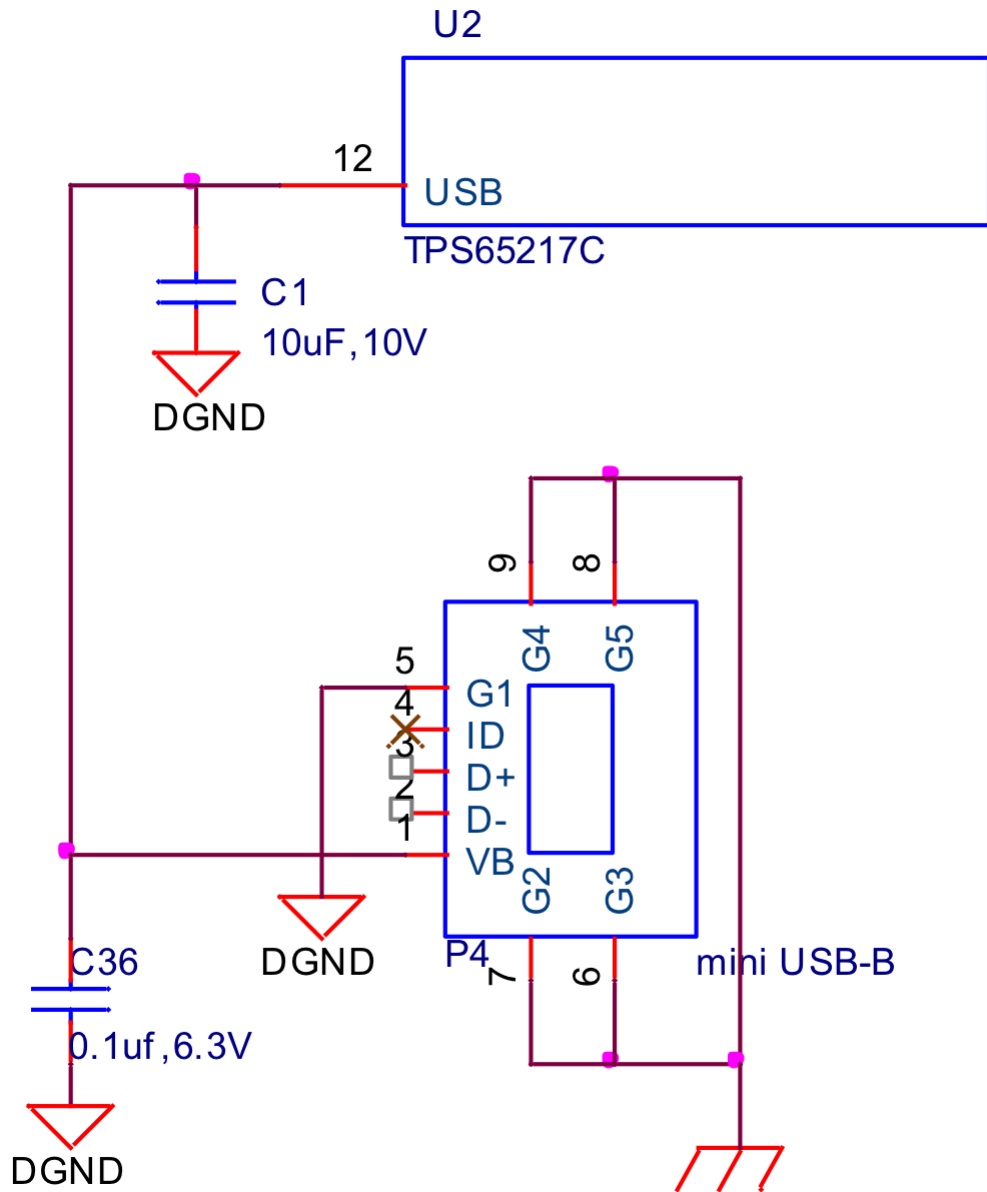 U2
12
USB
TPS65217C
C1
10uF,10V
DGND
9
8
G4
G5
5
G1
4
ID
3
D+
2
D-
1
VB
G2
G3
DGND
P4
mini USB-B
7
6
C36
0.1uf,6.3V
DGND